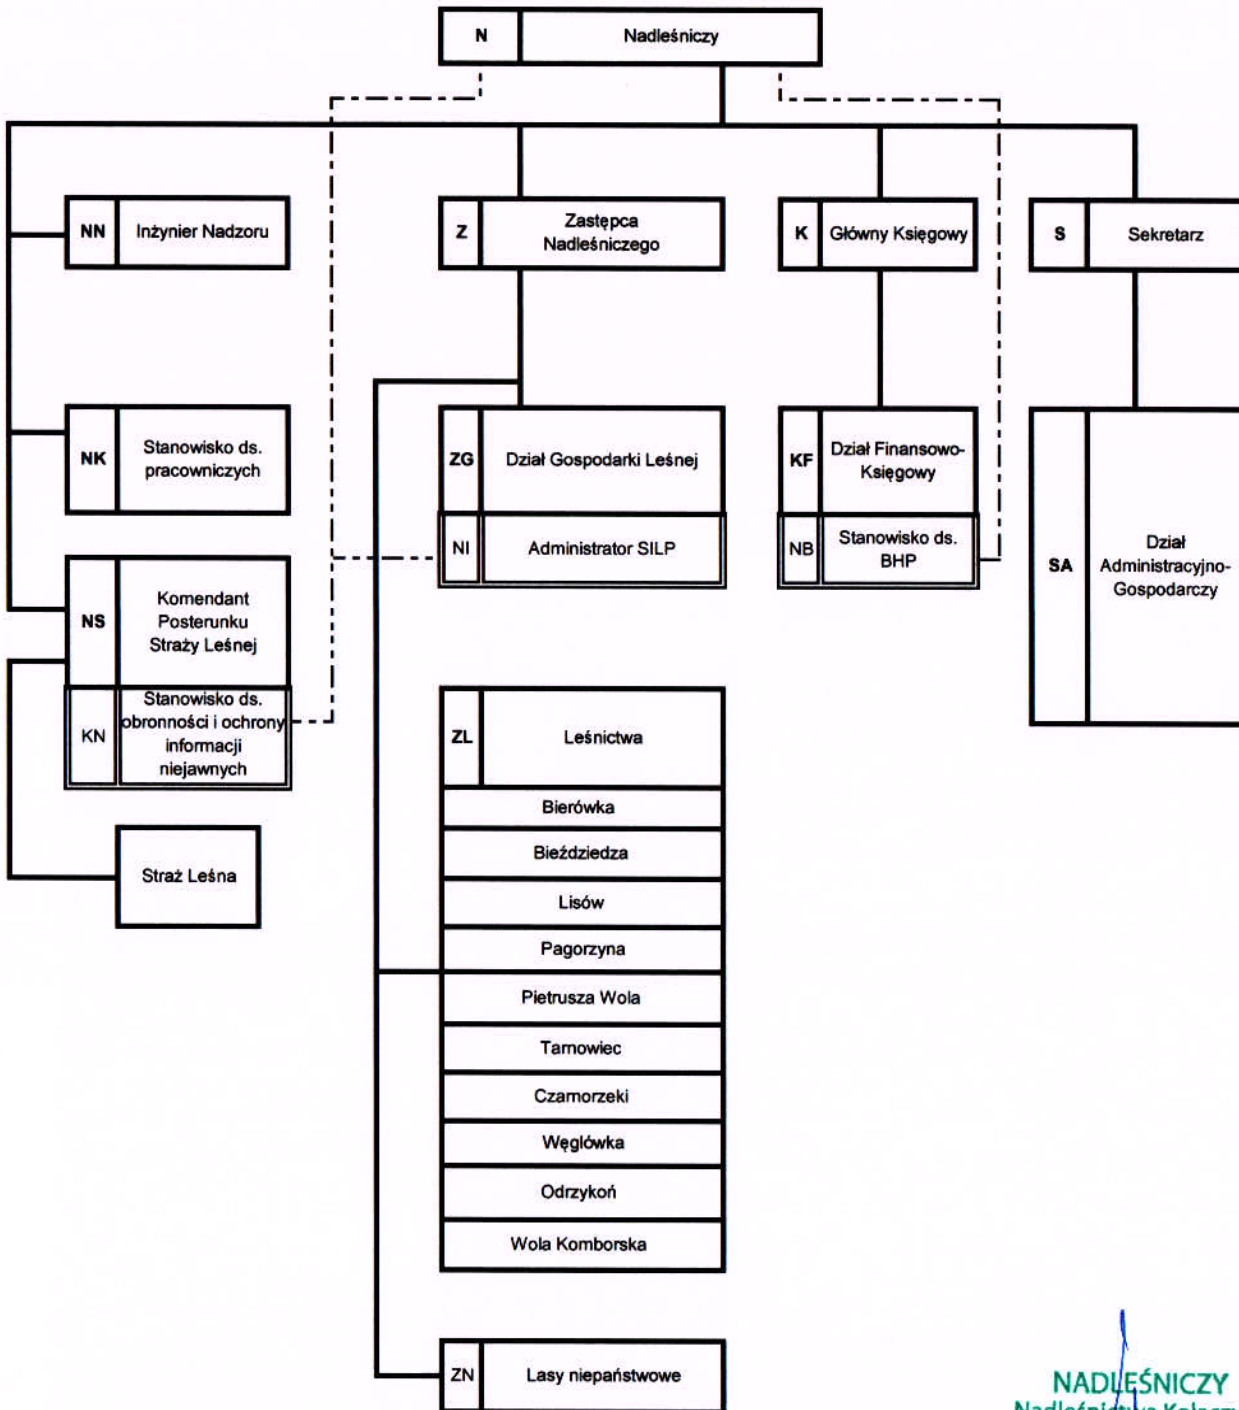 N Nadleśniczy
NN Inżynier Nadzoru
Z Zastępca
Nadleśniczego
K Główny Księgowy
S Sekretarz
NK Stanowisko ds.
pracowniczych
ZG Dział Gospodarki Leśnej
KF Dział Finansowo-
Księgowy
NI Administrator SILP
NB Stanowisko ds.
BHP
SA Dział
Administracyjno-
Gospodarczy
NS Komendant
Posterunku
Straży Leśnej
KN Stanowisko ds.
obronności i ochrony
informacji
niejawnych
Straż Leśna
ZL Leśnictwa
Bierówka
Bieździedza
Lisów
Pagorzyna
Pietrusza Wola
Tarnowiec
Czarnorzeki
Węglówka
Odrzykoń
Wola Komborska
ZN Lasy niepaństwowe
NADLEŚNICZY